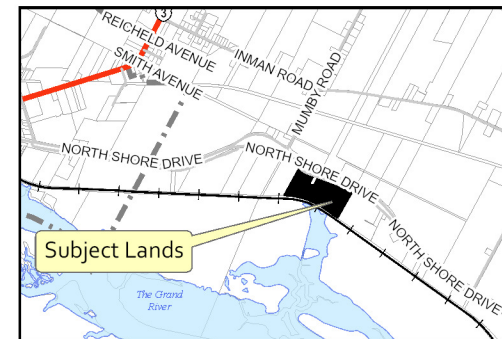 3
REICHELD AVENUE
INMAN ROAD
SMITH AVENUE
MUMBY ROAD
NORTH SHORE DRIVE
NORTH SHORE DRIVE
NORTH SHORE DRIVE
Subject Lands
The Grand
River